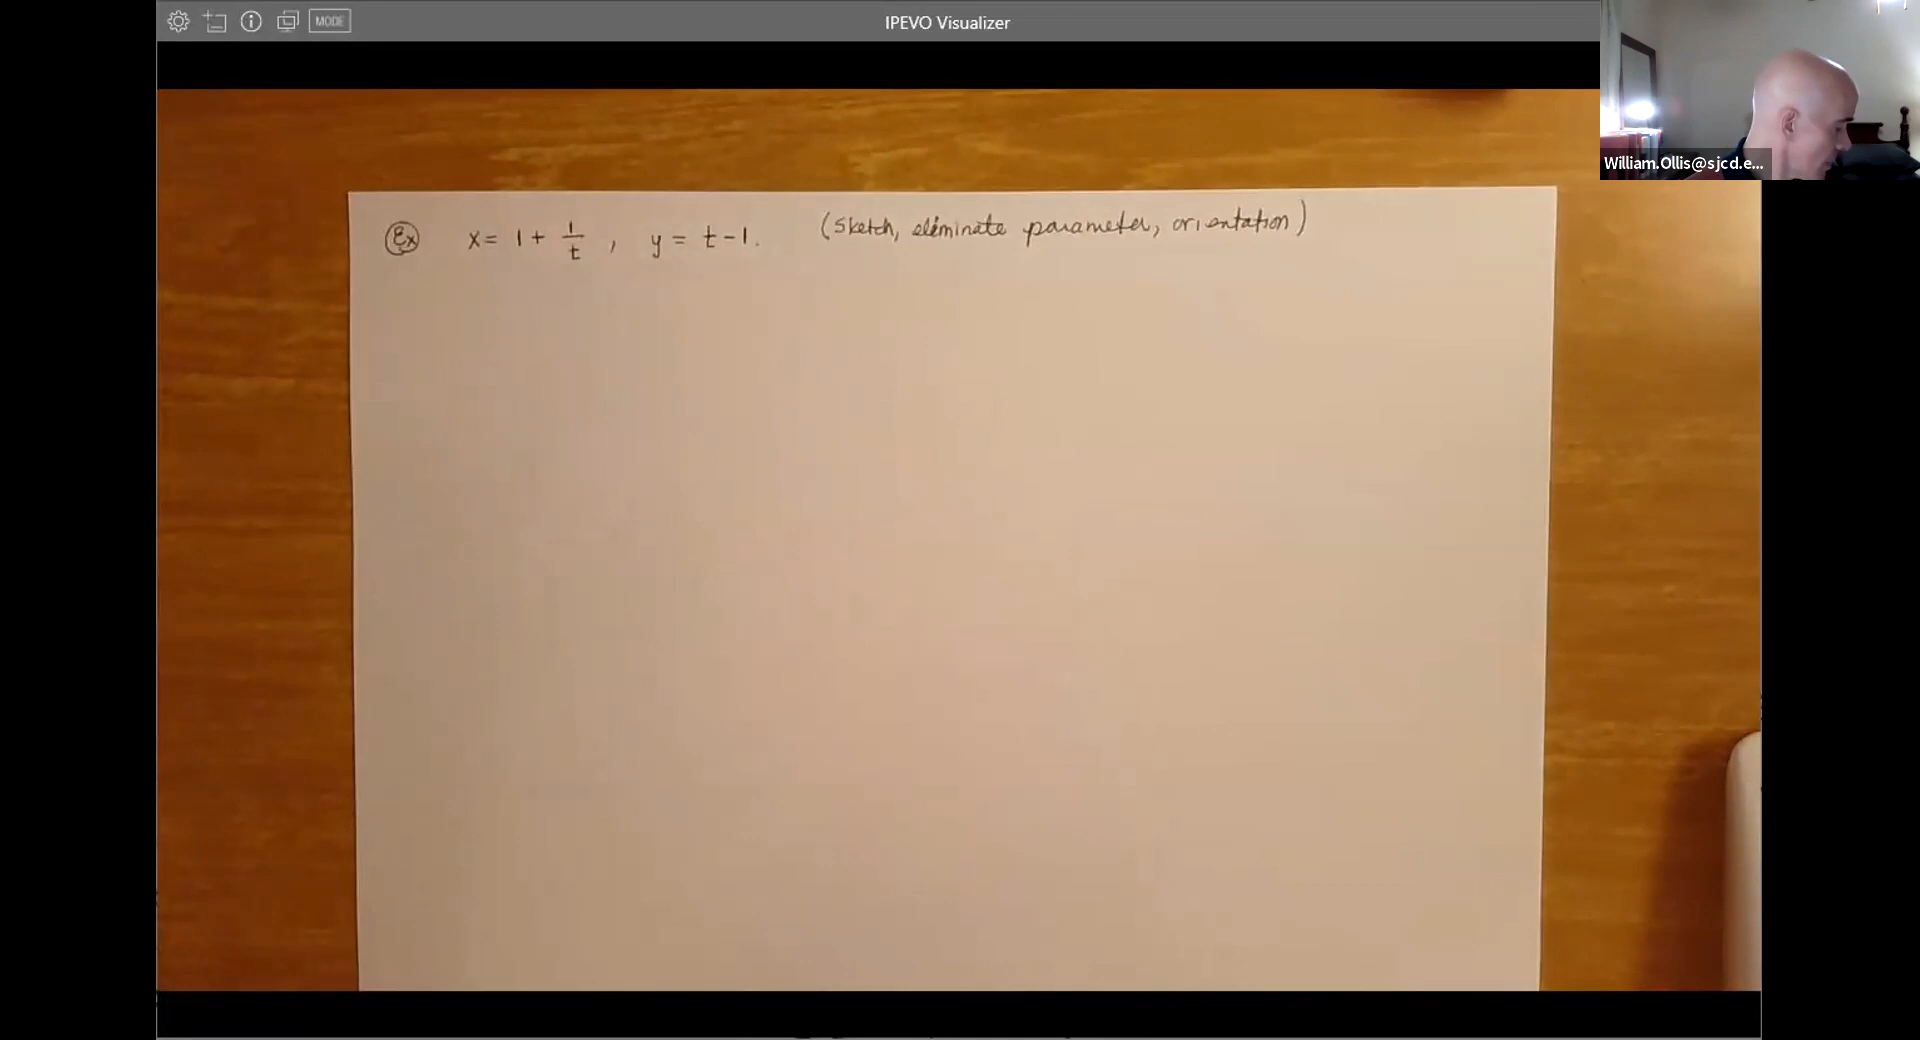 MODE
IPEVO Visualizer
William.Ollis@sjcd.e...
Ex x = 1 + 1/t , y = t - 1. (Sketch, eliminate parameter, orientation)